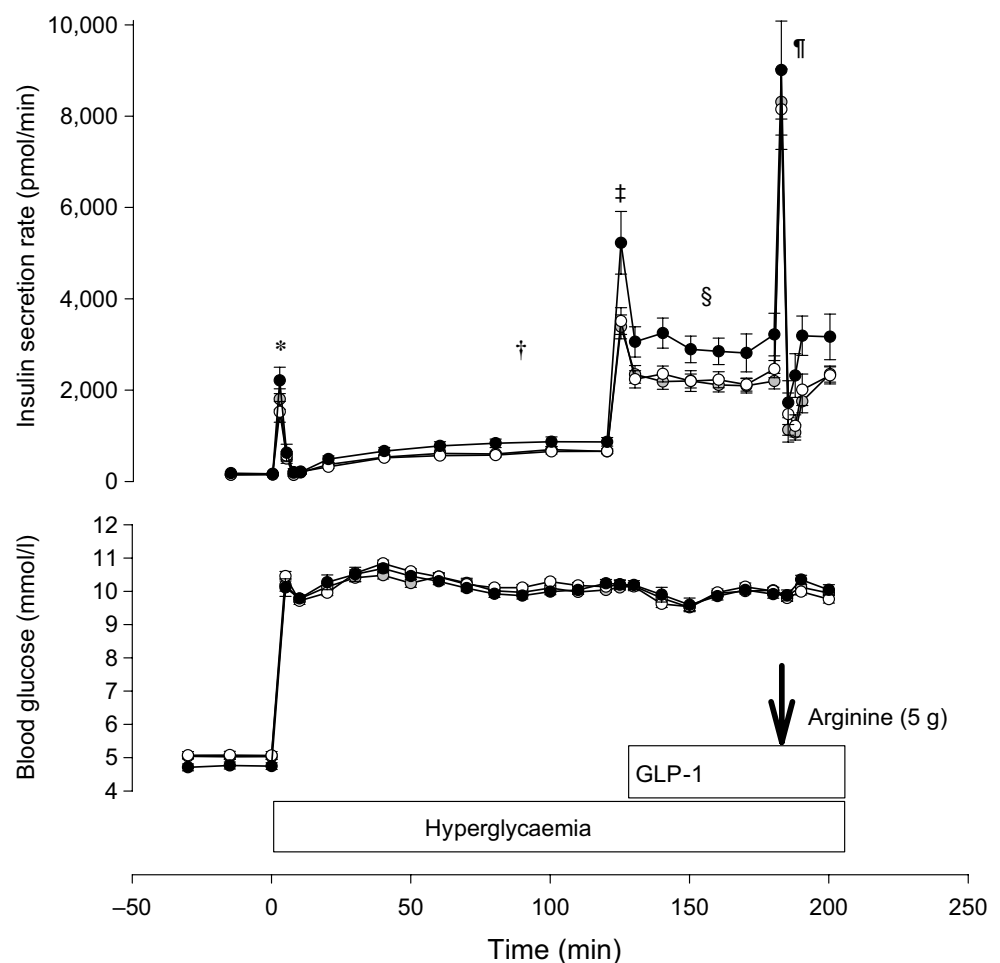 10,000
8,000
6,000
4,000
2,000
0
Insulin secretion rate (pmol/min)
*
†
‡
§
¶
12
11
10
9
8
7
6
5
4
Blood glucose (mmol/l)
Arginine (5 g)
GLP-1
Hyperglycaemia
–50 0 50 100 150 200 250
Time (min)